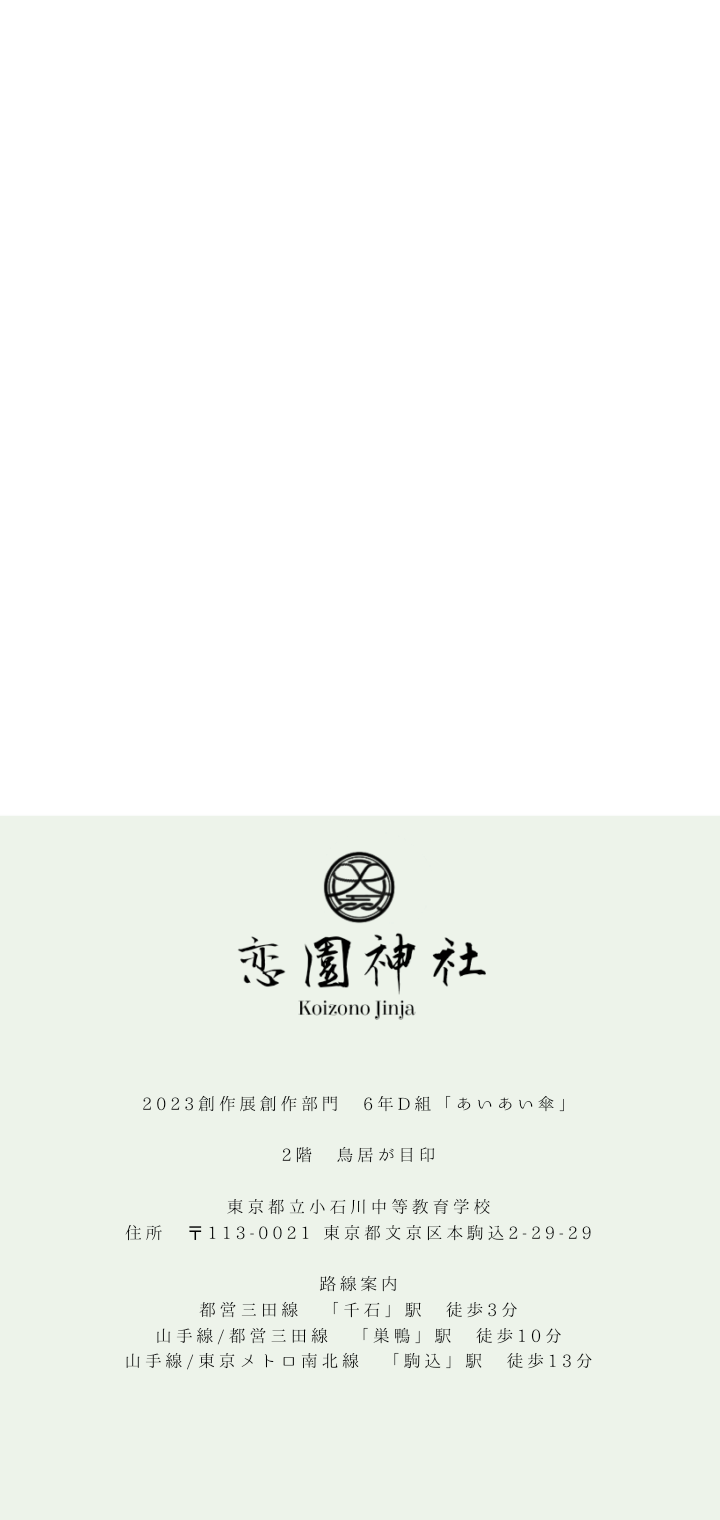 恋園神社
Koizono Jinja
2023創作展創作部門　6年D組「あいあい傘」
2階　鳥居が目印
東京都立小石川中等教育学校
住所　〒113-0021 東京都文京区本駒込2-29-29
路線案内
都営三田線　「千石」駅　徒歩3分
山手線/都営三田線　「巣鴨」駅　徒歩10分
山手線/東京メトロ南北線　「駒込」駅　徒歩13分